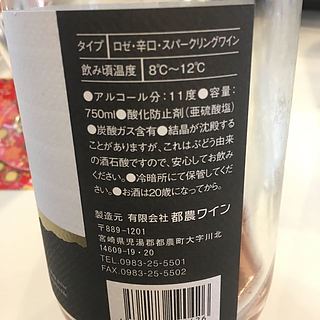 タイプ ロゼ・辛口・スパークリングワイン
飲み頃温度 8℃〜12℃
●アルコール分：11度●容量：
750mℓ●酸化防止剤(亜硫酸塩)
●炭酸ガス含有●結晶が沈殿する
ことがありますが、これはぶどう由来
の酒石酸ですので、安心してお飲み
ください。●冷暗所にて保管してくだ
さい。●お酒は20歳になってから。
製造元 有限会社 都農ワイン
〒889-1201
宮崎県児湯郡都農町大字川北
14609-19・20
TEL.0983-25-5501
FAX.0983-25-5502